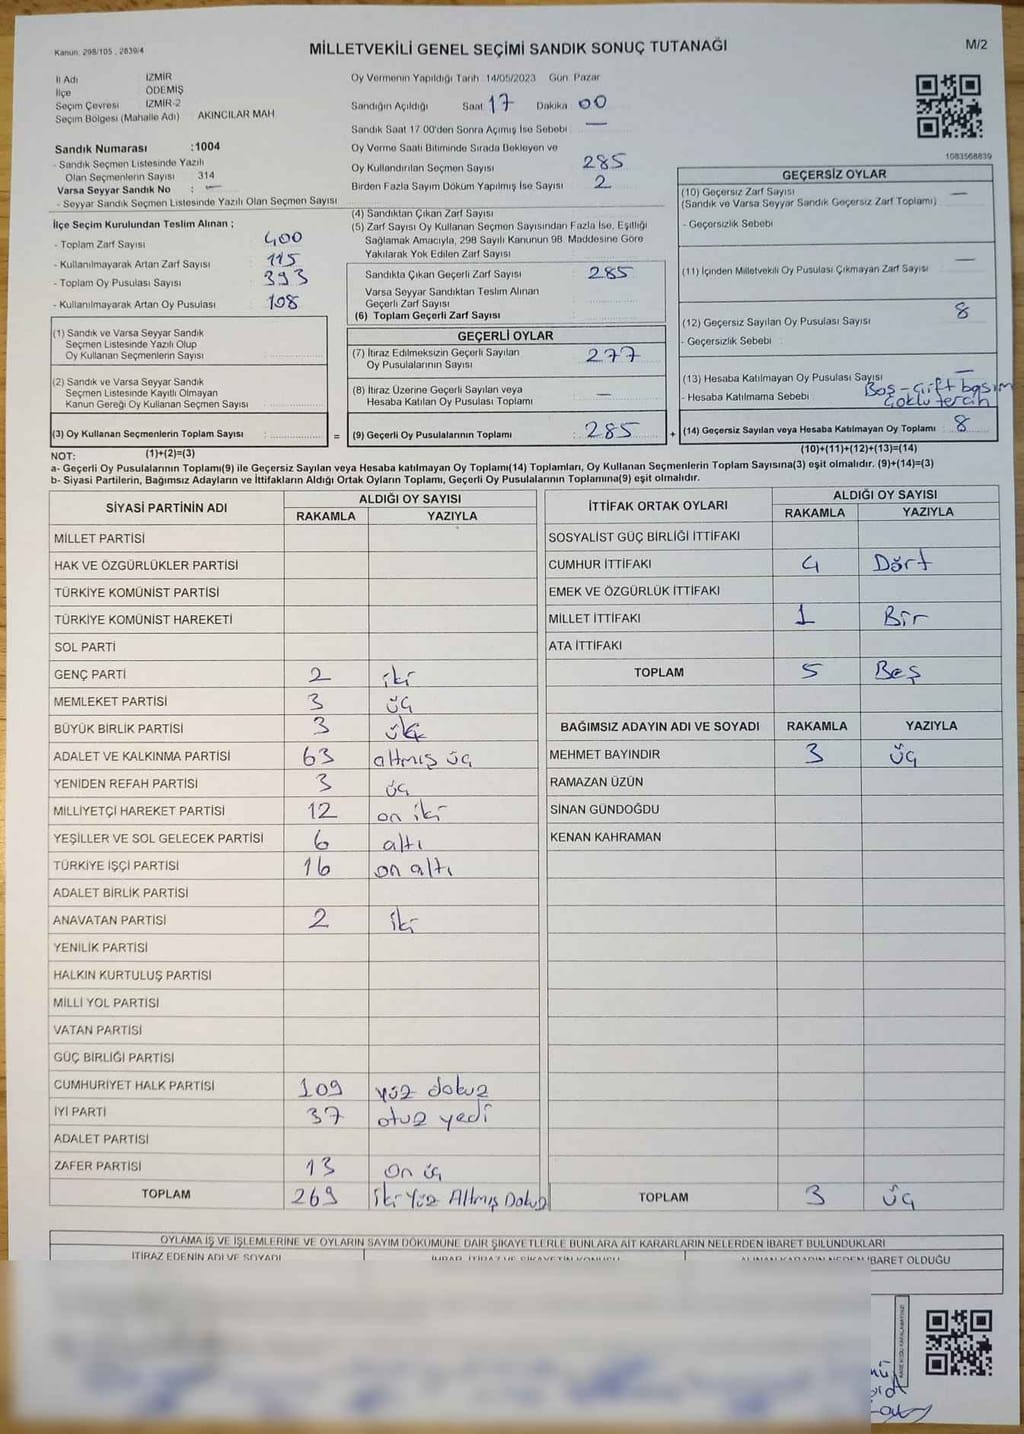 Kanun: 298/105 , 2839/4
MİLLETVEKİLİ GENEL SEÇİMİ SANDIK SONUÇ TUTANAĞI
M/2
İl Adı İZMİR
İlçe ÖDEMİŞ
Seçim Çevresi İZMİR-2
Seçim Bölgesi (Mahalle Adı) AKINCILAR MAH
Sandık Numarası :1004
- Sandık Seçmen Listesinde Yazılı
Olan Seçmenlerin Sayısı 314
Varsa Seyyar Sandık No : —
- Seyyar Sandık Seçmen Listesinde Yazılı Olan Seçmen Sayısı
Oy Vermenin Yapıldığı Tarih 14/05/2023 Gün Pazar
Sandığın Açıldığı Saat 17 Dakika 00
Sandık Saat 17.00'den Sonra Açılmış İse Sebebi : —
Oy Verme Saati Bitiminde Sırada Bekleyen ve
Oy Kullandırılan Seçmen Sayısı 285
Birden Fazla Sayım Döküm Yapılmış İse Sayısı 2
1083568839
İlçe Seçim Kurulundan Teslim Alınan ;
- Toplam Zarf Sayısı 400
- Kullanılmayarak Artan Zarf Sayısı 115
- Toplam Oy Pusulası Sayısı 393
- Kullanılmayarak Artan Oy Pusulası 108
(1) Sandık ve Varsa Seyyar Sandık
Seçmen Listesinde Yazılı Olup
Oy Kullanan Seçmenlerin Sayısı
(2) Sandık ve Varsa Seyyar Sandık
Seçmen Listesinde Kayıtlı Olmayan
Kanun Gereği Oy Kullanan Seçmen Sayısı
(3) Oy Kullanan Seçmenlerin Toplam Sayısı :
(1)+(2)=(3)
(4) Sandıktan Çıkan Zarf Sayısı
(5) Zarf Sayısı Oy Kullanan Seçmen Sayısından Fazla İse, Eşitliği
Sağlamak Amacıyla, 298 Sayılı Kanunun 98. Maddesine Göre
Yakılarak Yok Edilen Zarf Sayısı
Sandıkta Çıkan Geçerli Zarf Sayısı 285
Varsa Seyyar Sandıktan Teslim Alınan
Geçerli Zarf Sayısı
(6) Toplam Geçerli Zarf Sayısı
GEÇERLİ OYLAR
(7) İtiraz Edilmeksizin Geçerli Sayılan
Oy Pusulalarının Sayısı 277
(8) İtiraz Üzerine Geçerli Sayılan veya
Hesaba Katılan Oy Pusulası Toplamı —
= (9) Geçerli Oy Pusulalarının Toplamı : 285 +
GEÇERSİZ OYLAR
(10) Geçersiz Zarf Sayısı —
(Sandık ve Varsa Seyyar Sandık Geçersiz Zarf Toplamı)
- Geçersizlik Sebebi
(11) İçinden Milletvekili Oy Pusulası Çıkmayan Zarf Sayısı —
(12) Geçersiz Sayılan Oy Pusulası Sayısı 8
- Geçersizlik Sebebi
(13) Hesaba Katılmayan Oy Pusulası Sayısı —
- Hesaba Katılmama Sebebi Boş - Çift basım
Çoklu tercih
(14) Geçersiz Sayılan veya Hesaba Katılmayan Oy Toplamı 8
(10)+(11)+(12)+(13)=(14)
NOT:
a- Geçerli Oy Pusulalarının Toplamı(9) ile Geçersiz Sayılan veya Hesaba katılmayan Oy Toplamı(14) Toplamları, Oy Kullanan Seçmenlerin Toplam Sayısına(3) eşit olmalıdır. (9)+(14)=(3)
b- Siyasi Partilerin, Bağımsız Adayların ve İttifakların Aldığı Ortak Oyların Toplamı, Geçerli Oy Pusulalarının Toplamına(9) eşit olmalıdır.
SİYASİ PARTİNİN ADI ALDIĞI OY SAYISI
RAKAMLA YAZIYLA
MİLLET PARTİSİ
HAK VE ÖZGÜRLÜKLER PARTİSİ
TÜRKİYE KOMÜNİST PARTİSİ
TÜRKİYE KOMÜNİST HAREKETİ
SOL PARTİ
GENÇ PARTİ 2 iki
MEMLEKET PARTİSİ 3 üç
BÜYÜK BİRLİK PARTİSİ 3
ADALET VE KALKINMA PARTİSİ 63 altmış üç
YENİDEN REFAH PARTİSİ 3 üç
MİLLİYETÇİ HAREKET PARTİSİ 12 on iki
YEŞİLLER VE SOL GELECEK PARTİSİ 6 altı
TÜRKİYE İŞÇİ PARTİSİ 16 on altı
ADALET BİRLİK PARTİSİ
ANAVATAN PARTİSİ 2 iki
YENİLİK PARTİSİ
HALKIN KURTULUŞ PARTİSİ
MİLLİ YOL PARTİSİ
VATAN PARTİSİ
GÜÇ BİRLİĞİ PARTİSİ
CUMHURİYET HALK PARTİSİ 109 yüz dokuz
İYİ PARTİ 37 otuz yedi
ADALET PARTİSİ
ZAFER PARTİSİ 13 on üç
TOPLAM 269 iki Yüz Altmış Dokuz
İTTİFAK ORTAK OYLARI ALDIĞI OY SAYISI
RAKAMLA YAZIYLA
SOSYALİST GÜÇ BİRLİĞİ İTTİFAKI
CUMHUR İTTİFAKI 4 Dört
EMEK VE ÖZGÜRLÜK İTTİFAKI
MİLLET İTTİFAKI 1 Bir
ATA İTTİFAKI
TOPLAM 5 Beş
BAĞIMSIZ ADAYIN ADI VE SOYADI RAKAMLA YAZIYLA
MEHMET BAYINDIR 3 üç
RAMAZAN ÜZÜN
SİNAN GÜNDOĞDU
KENAN KAHRAMAN
TOPLAM 3 üç
OYLAMA İŞ VE İŞLEMLERİNE VE OYLARIN SAYIM DÖKÜMÜNE DAİR ŞİKAYETLERLE BUNLARA AİT KARARLARIN NELERDEN İBARET BULUNDUKLARI
İTİRAZ EDENİN ADI VE SOYADI
İBARET OLDUĞU